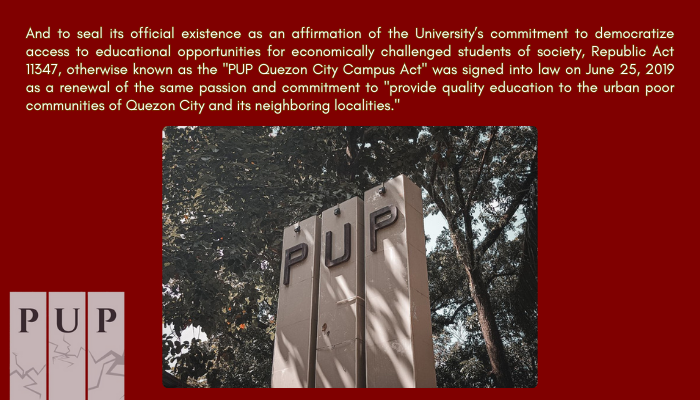 And to seal its official existence as an affirmation of the University's commitment to democratize
access to educational opportunities for economically challenged students of society, Republic Act
11347, otherwise known as the "PUP Quezon City Campus Act" was signed into law on June 25, 2019
as a renewal of the same passion and commitment to "provide quality education to the urban poor
communities of Quezon City and its neighboring localities."
PUP
PUP